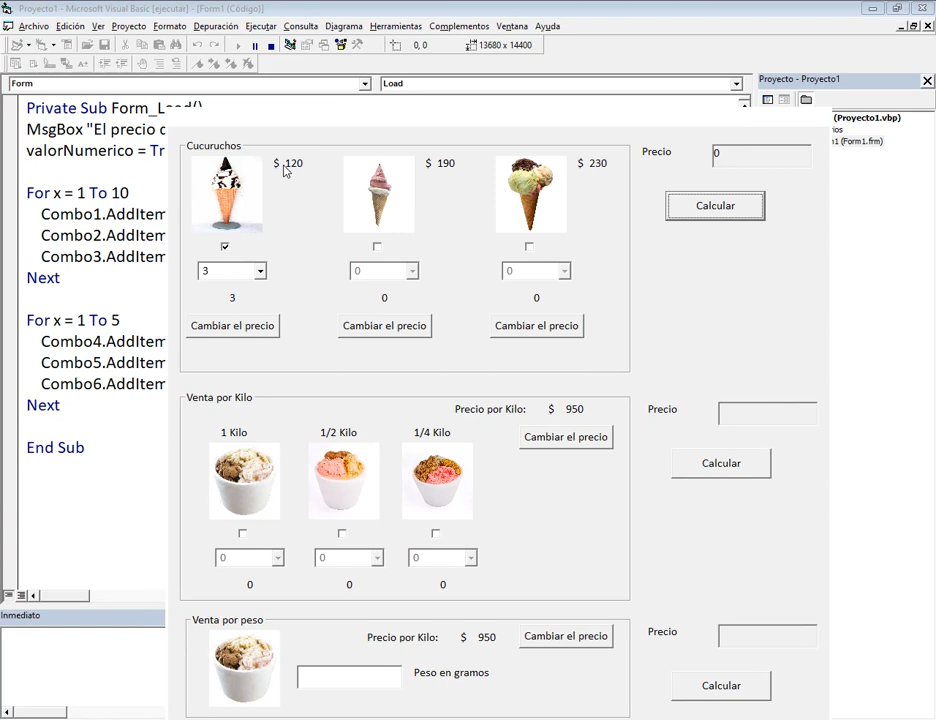 Proyecto1 - Microsoft Visual Basic [ejecutar] - [Form1 (Código)]
Archivo Edición Ver Proyecto Formato Depuración Ejecutar Consulta Diagrama Herramientas Complementos Ventana Ayuda
0, 0 13680 x 14400
Form Load Proyecto - Proyecto1
Private Sub Form_Load()
MsgBox "El precio
valorNumerico = Tr
For x = 1 To 10
Combo1.AddItem
Combo2.AddItem
Combo3.AddItem
Next
For x = 1 To 5
Combo4.AddItem
Combo5.AddItem
Combo6.AddItem
Next
End Sub
Inmediato
(Proyecto1.vbp)
rios
1 (Form1.frm)
Cucuruchos
$ 120 $ 190 $ 230
3 0 0
3 0 0
Cambiar el precio Cambiar el precio Cambiar el precio
Precio 0
Calcular
Venta por Kilo
Precio por Kilo: $ 950
1 Kilo 1/2 Kilo 1/4 Kilo
Cambiar el precio
0 0 0
0 0 0
Precio
Calcular
Venta por peso
Precio por Kilo: $ 950
Cambiar el precio
Peso en gramos
Precio
Calcular